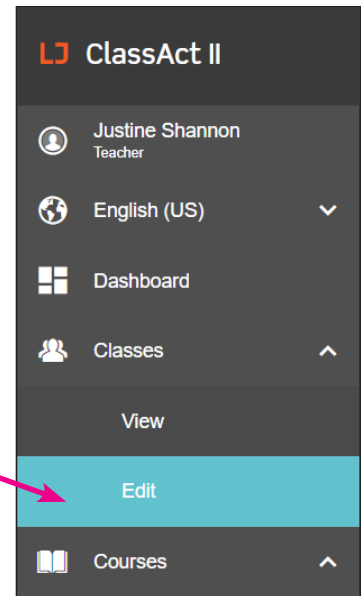 LJ ClassAct II
Justine Shannon
Teacher
English (US)
Dashboard
Classes
View
Edit
Courses